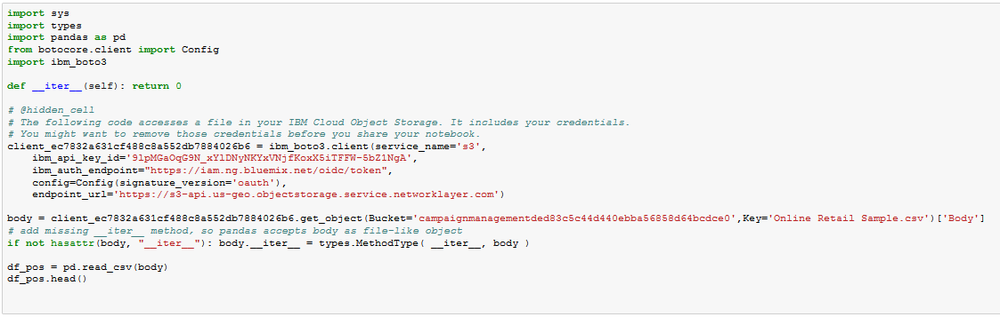 import sys
import types
import pandas as pd
from botocore.client import Config
import ibm_boto3
def __iter__(self): return 0
# @hidden_cell
# The following code accesses a file in your IBM Cloud Object Storage. It includes your credentials.
# You might want to remove those credentials before you share your notebook.
client_ec7832a631cf488c8a552db7884026b6 = ibm_boto3.client(service_name='s3',
ibm_api_key_id='9lpMGaOqG9N_xYlDNyNKYxVNjfKoxX5iTFFW-5bZ1NgA',
ibm_auth_endpoint="https://iam.ng.bluemix.net/oidc/token",
config=Config(signature_version='oauth'),
endpoint_url='https://s3-api.us-geo.objectstorage.service.networklayer.com')
body = client_ec7832a631cf488c8a552db7884026b6.get_object(Bucket='campaignmanagementded83c5c44d440ebba56858d64bcdce0',Key='Online Retail Sample.csv')['Body']
# add missing __iter__ method, so pandas accepts body as file-like object
if not hasattr(body, "__iter__"): body.__iter__ = types.MethodType( __iter__, body )
df_pos = pd.read_csv(body)
df_pos.head()